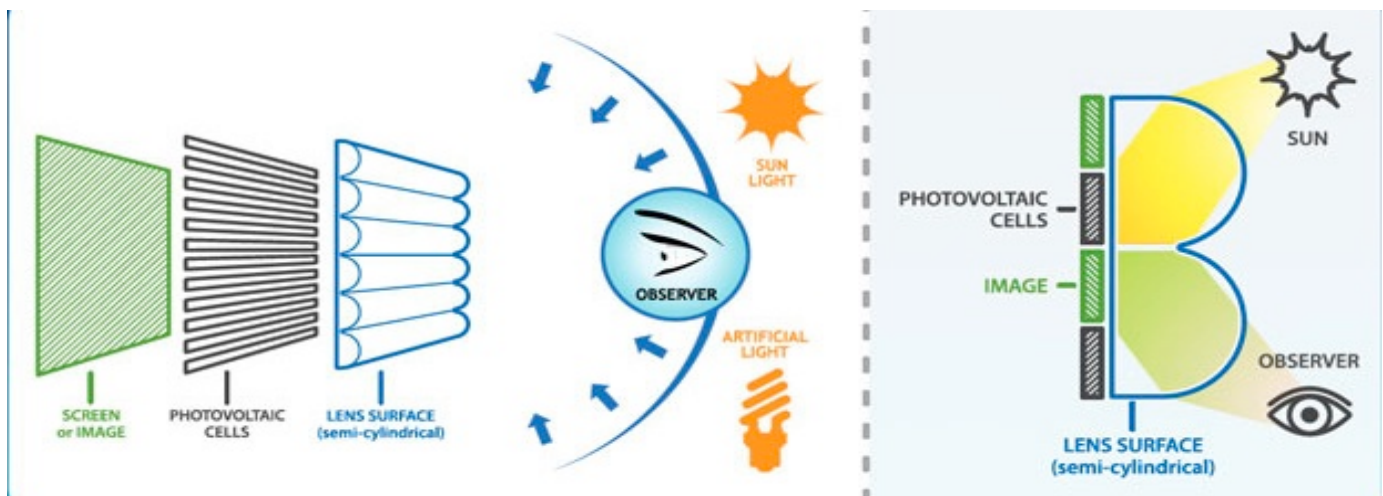 SCREEN
or IMAGE
PHOTOVOLTAIC
CELLS
LENS SURFACE
(semi-cylindrical)
OBSERVER
SUN
LIGHT
ARTIFICIAL
LIGHT
SUN
PHOTOVOLTAIC
CELLS
IMAGE
OBSERVER
LENS SURFACE
(semi-cylindrical)